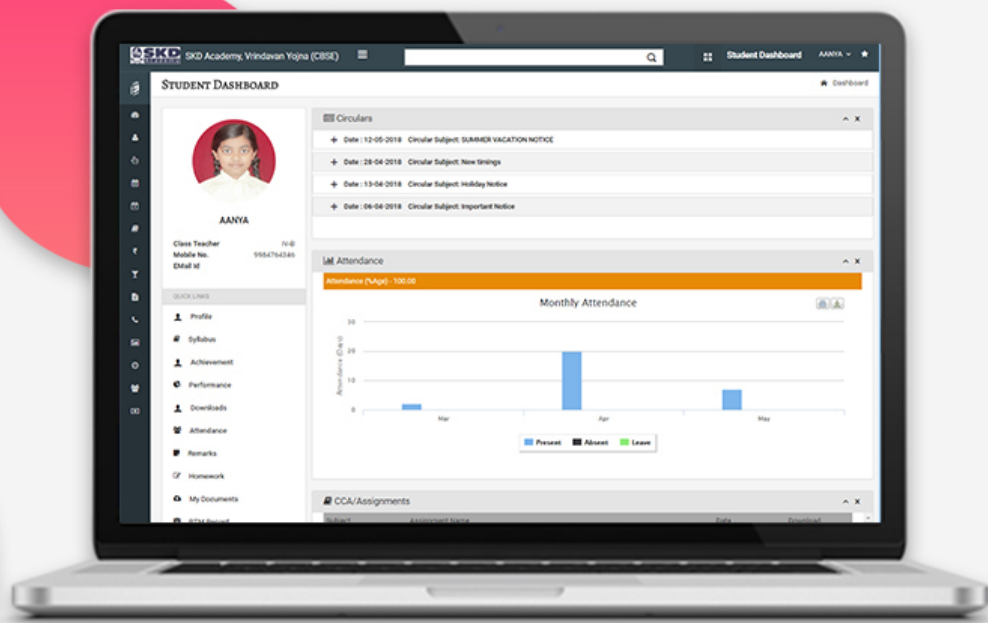 SKD SKD Academy, Vrindavan Yojna (CBSE) Student Dashboard AANYA
STUDENT DASHBOARD Dashboard
AANYA
Class Teacher IV-B
Mobile No. 9984764346
EMail Id
QUICK LINKS
Profile
Syllabus
Achievement
Performance
Downloads
Attendance
Remarks
Homework
My Documents
PTM Record
Circulars
Date : 12-05-2018 Circular Subject: SUMMER VACATION NOTICE
Date : 28-04-2018 Circular Subject: New timings
Date : 13-04-2018 Circular Subject: Holiday Notice
Date : 06-04-2018 Circular Subject: Important Notice
Attendance
Attendance (%Age) - 100.00
Monthly Attendance
Attendance (Days)
30
20
10
0
Mar Apr May
Present Absent Leave
CCA/Assignments
Subject Assignment Name Date Download